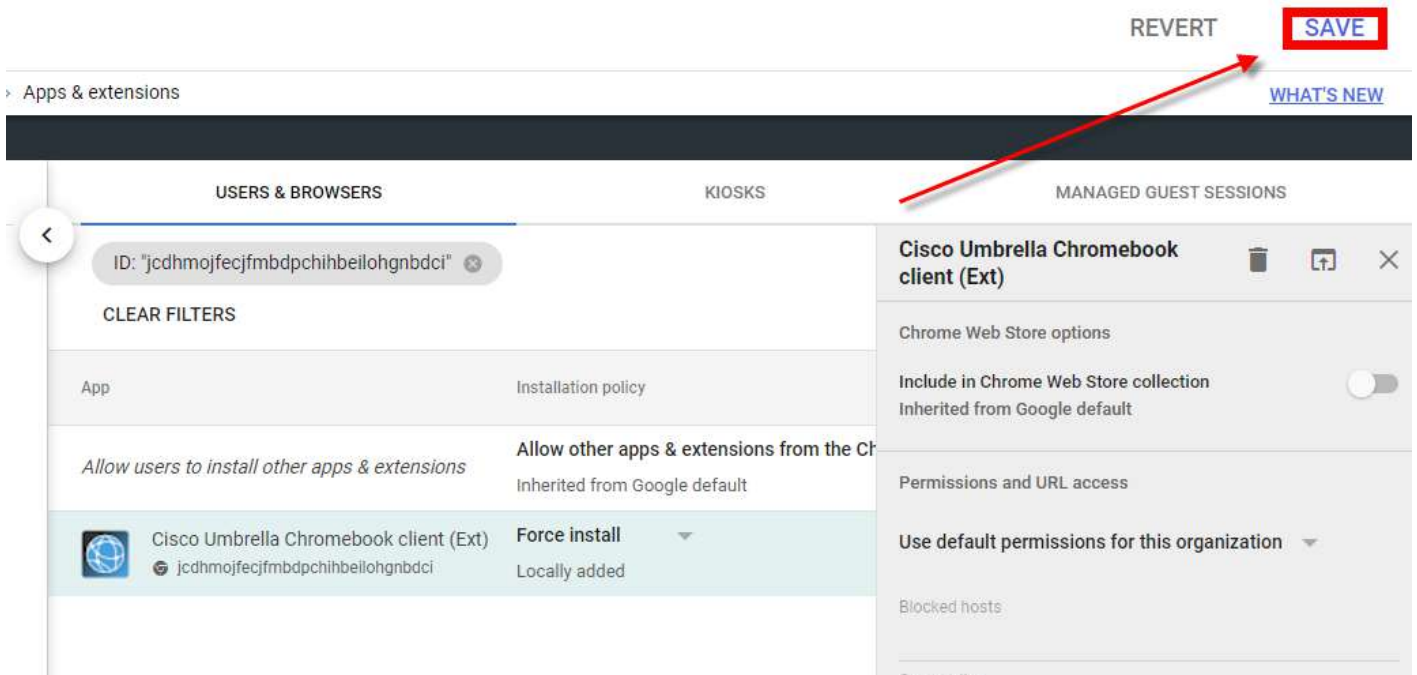 REVERT
SAVE
Apps & extensions
WHAT'S NEW
USERS & BROWSERS
KIOSKS
MANAGED GUEST SESSIONS
ID: "jcdhmojfecjfmbdpchihbeilohgnbdci"
CLEAR FILTERS
App
Installation policy
Allow users to install other apps & extensions
Allow other apps & extensions from the Ch
Inherited from Google default
Cisco Umbrella Chromebook client (Ext)
jcdhmojfecjfmbdpchihbeilohgnbdci
Force install
Locally added
Cisco Umbrella Chromebook
client (Ext)
Chrome Web Store options
Include in Chrome Web Store collection
Inherited from Google default
Permissions and URL access
Use default permissions for this organization
Blocked hosts